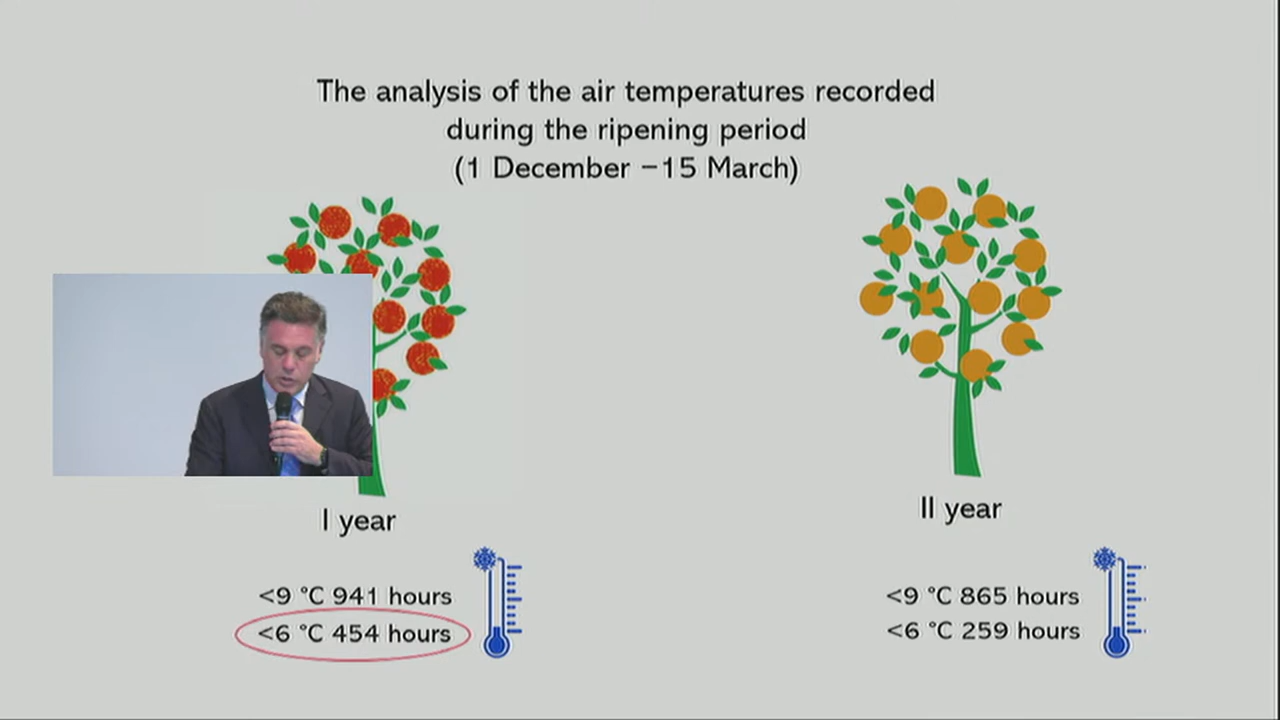 The analysis of the air temperatures recorded
during the ripening period
(1 December –15 March)
I year
<9 °C 941 hours
<6 °C 454 hours
II year
<9 °C 865 hours
<6 °C 259 hours